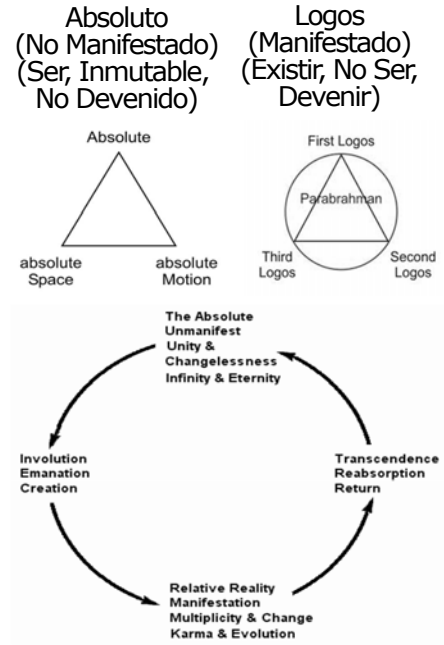 Absoluto
(No Manifestado)
(Ser, Inmutable,
No Devenido)
Logos
(Manifestado)
(Existir, No Ser,
Devenir)
Absolute
absolute
Space
absolute
Motion
First Logos
Parabrahman
Third
Logos
Second
Logos
The Absolute
Unmanifest
Unity &
Changelessness
Infinity & Eternity
Involution
Emanation
Creation
Transcendence
Reabsorption
Return
Relative Reality
Manifestation
Multiplicity & Change
Karma & Evolution